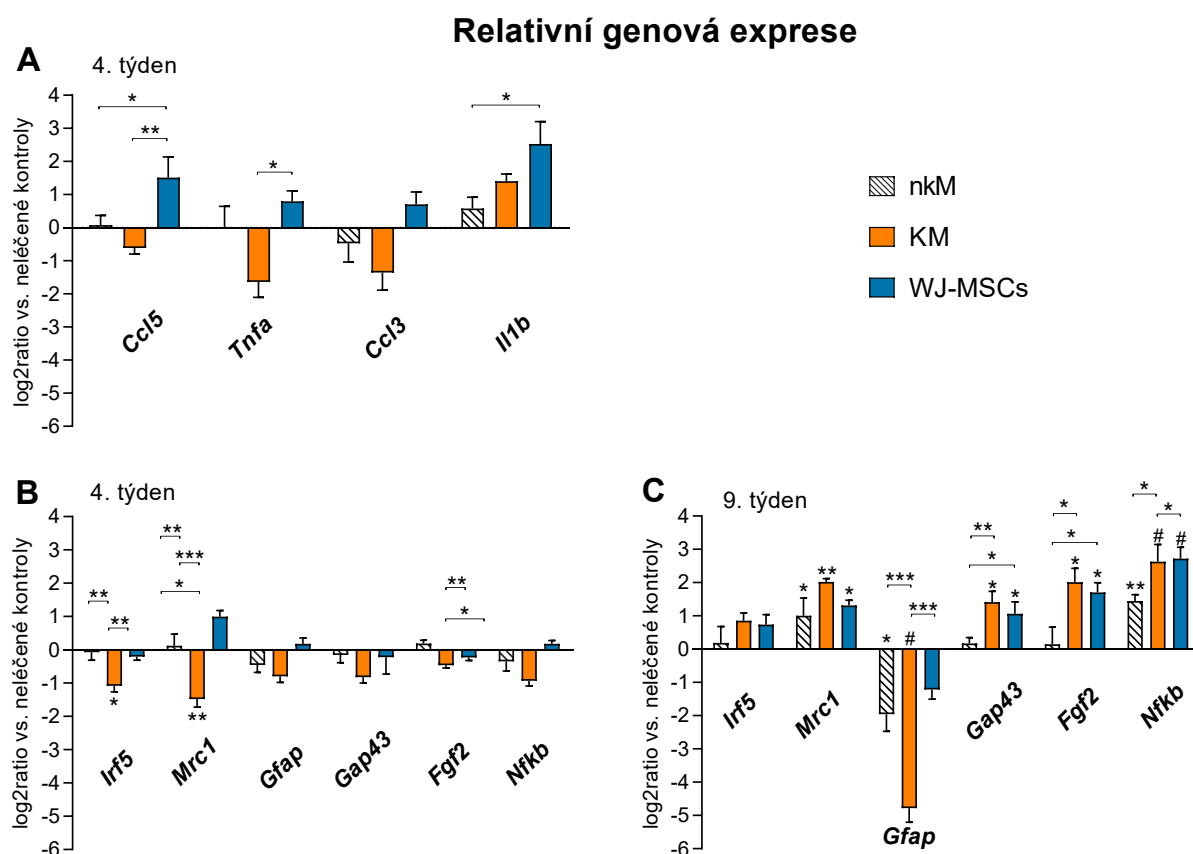 Relativní genová exprese
A
4. týden
log2ratio vs. neléčené kontroly
4
3
2
1
0
-1
-2
-3
-4
-5
-6
* ** * *
Ccl5 Tnfa Ccl3 Il1b
nkM
KM
WJ-MSCs
B
4. týden
log2ratio vs. neléčené kontroly
4
3
2
1
0
-1
-2
-3
-4
-5
-6
** ** * ** *** * ** ** *
Irf5 Mrc1 Gfap Gap43 Fgf2 Nfkb
C
9. týden
log2ratio vs. neléčené kontroly
4
3
2
1
0
-1
-2
-3
-4
-5
-6
* ** * *** * # *** ** * * * * * * * * * ** # #
Irf5 Mrc1 Gfap Gap43 Fgf2 Nfkb